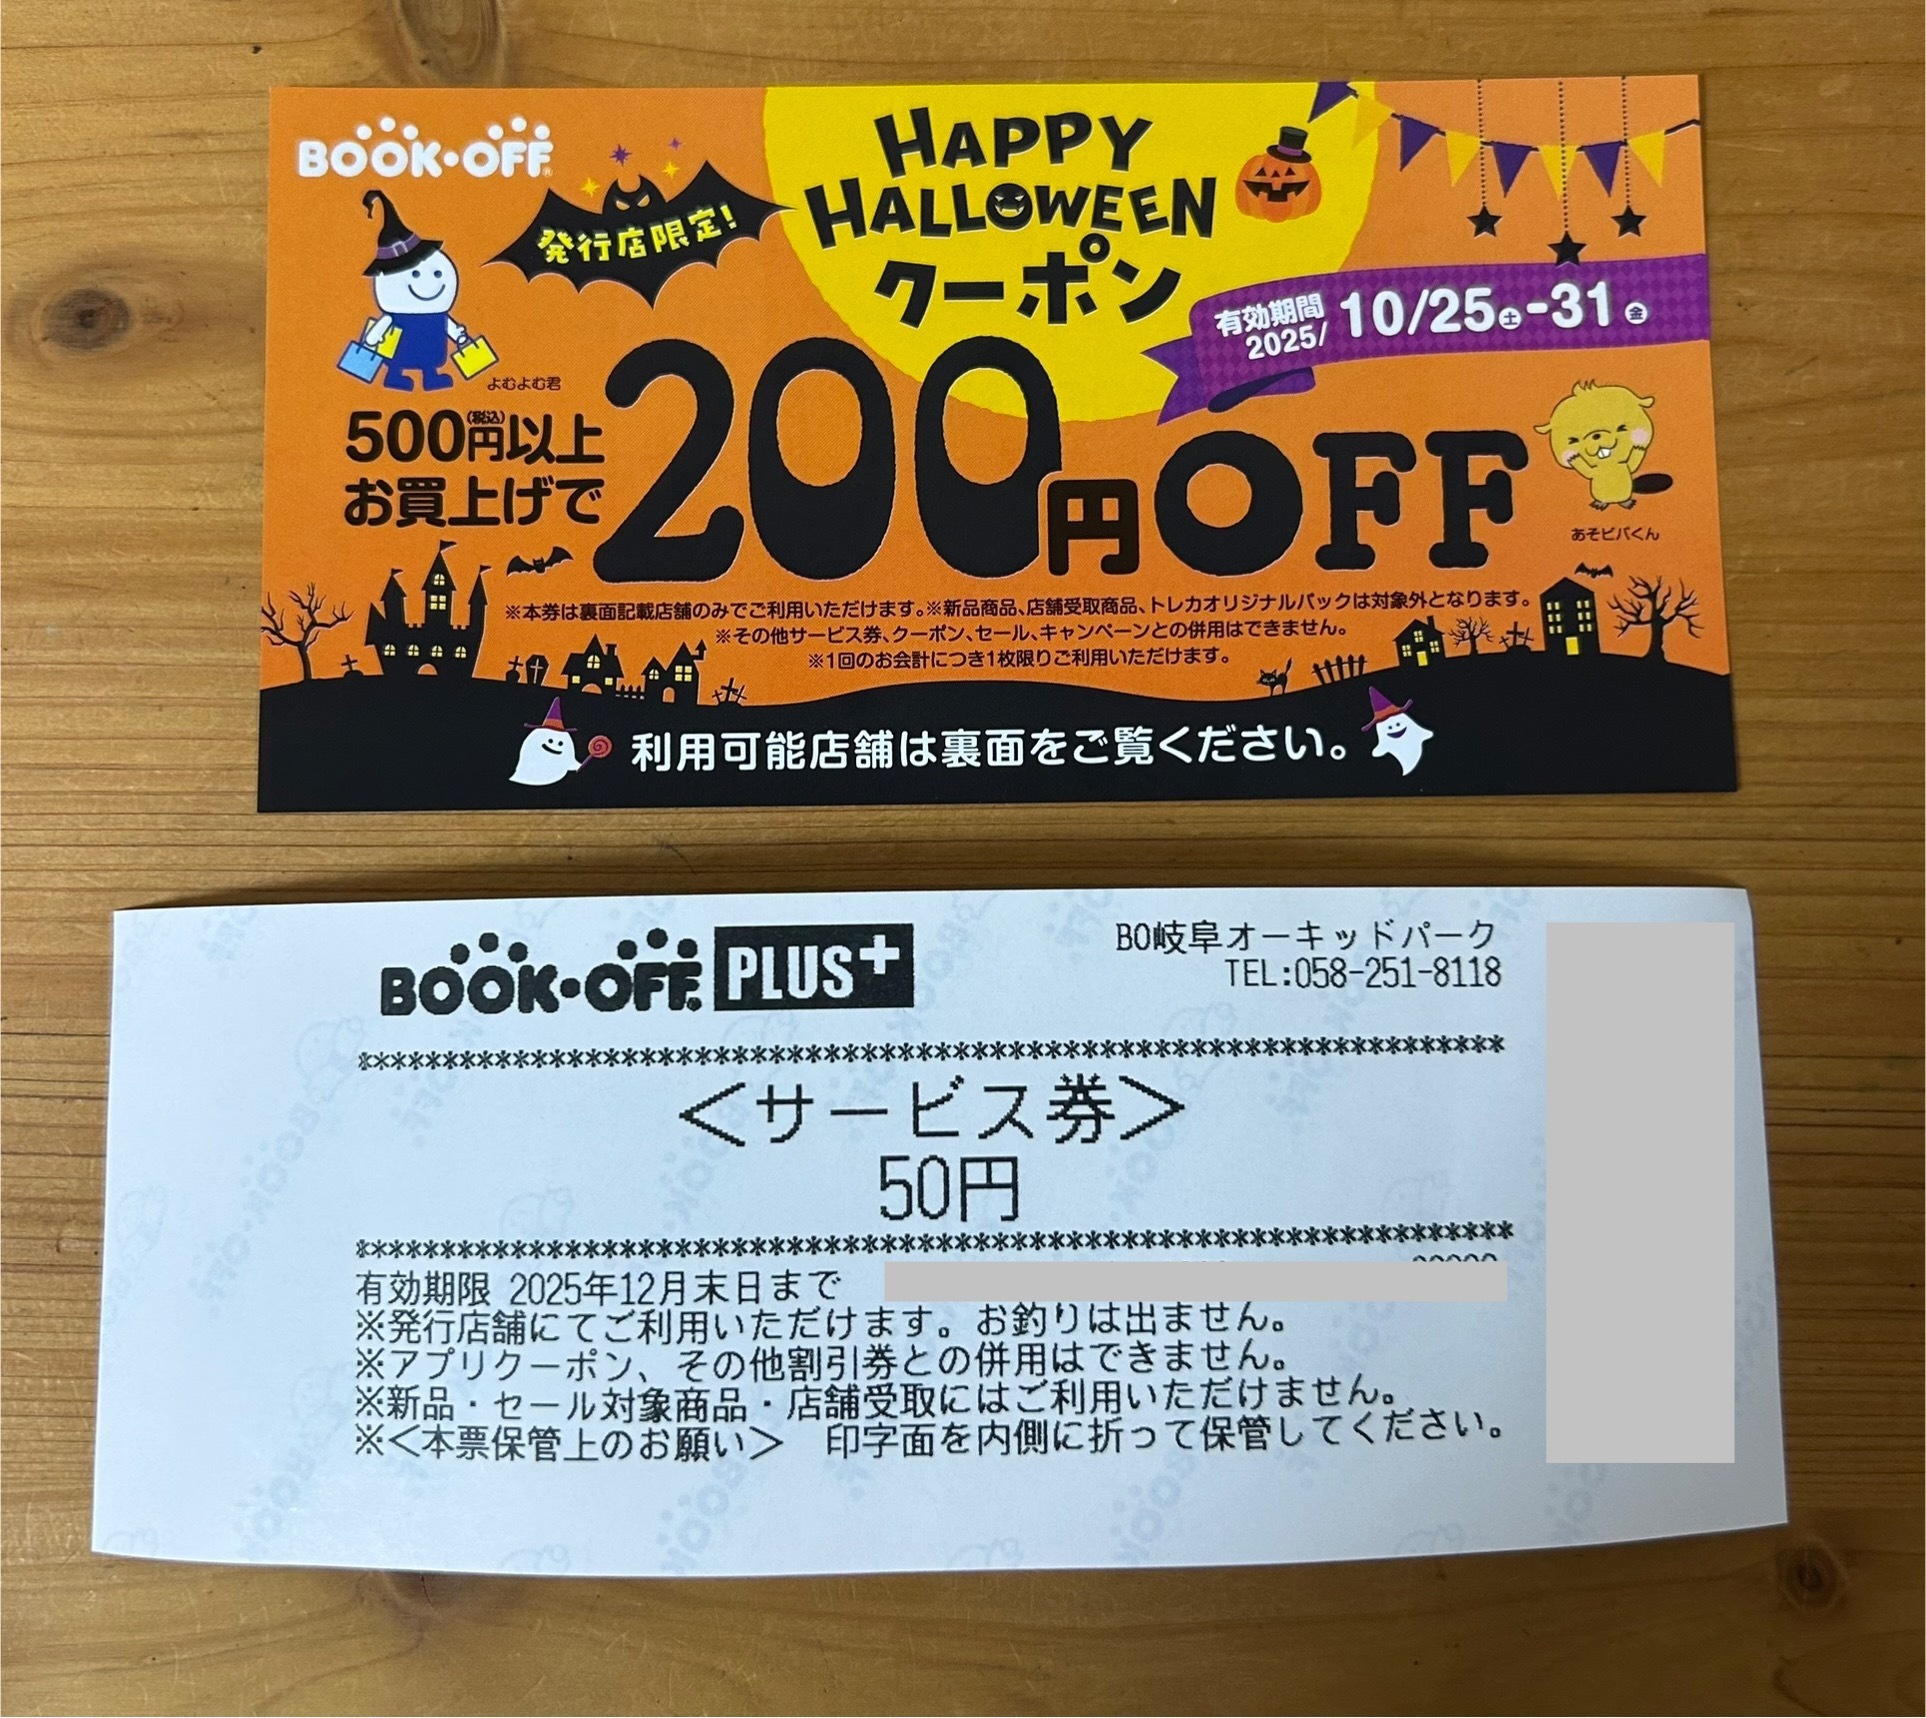 BOOK・OFF®
HAPPY
HALLOWEEN
クーポン
発行店限定!
有効期間
2025/ 10/25㊏-31㊎
よむよむ君
500円(税込)以上
お買上げで
200円OFF
あそビバくん
※本券は裏面記載店舗のみでご利用いただけます。※新品商品、店舗受取商品、トレカオリジナルパックは対象外となります。
※その他サービス券、クーポン、セール、キャンペーンとの併用はできません。
※1回のお会計につき1枚限りご利用いただけます。
利用可能店舗は裏面をご覧ください。
BOOK・OFF® PLUS+
BO岐阜オーキッドパーク
TEL:058-251-8118
<サービス券>
50円
有効期限 2025年12月末日まで
※発行店舗にてご利用いただけます。お釣りは出ません。
※アプリクーポン、その他割引券との併用はできません。
※新品・セール対象商品・店舗受取にはご利用いただけません。
※<本票保管上のお願い> 印字面を内側に折って保管してください。